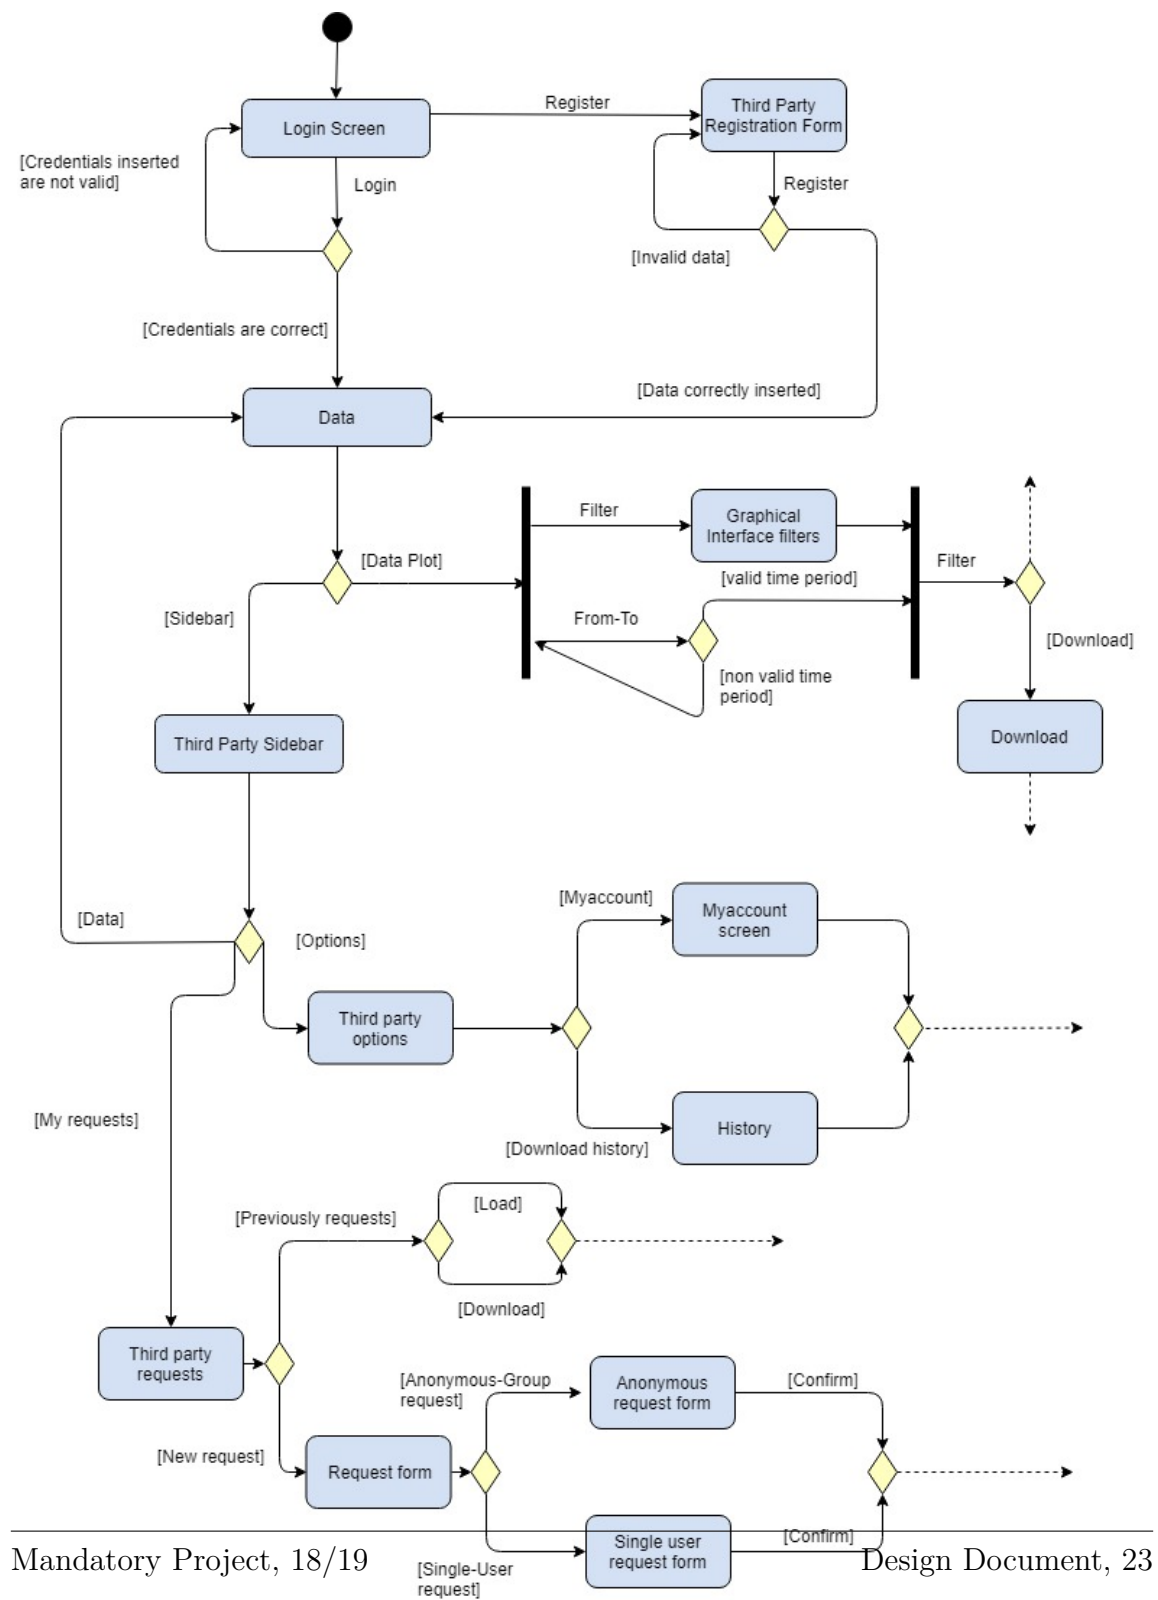 Register
Third Party
Registration Form
Login Screen
[Credentials inserted
are not valid]
Login
Register
[Invalid data]
[Credentials are correct]
[Data correctly inserted]
Data
Filter
Graphical
Interface filters
[Data Plot]
Filter
[valid time period]
[Sidebar]
From-To
[Download]
[non valid time
period]
Third Party Sidebar
Download
[Myaccount]
Myaccount
screen
[Data]
[Options]
Third party
options
[My requests]
History
[Download history]
[Previously requests]
[Load]
[Download]
Third party
requests
[Anonymous-Group
request]
Anonymous
request form
[Confirm]
[New request]
Request form
Single user
request form
[Confirm]
[Single-User
request]
Mandatory Project, 18/19
Design Document, 23